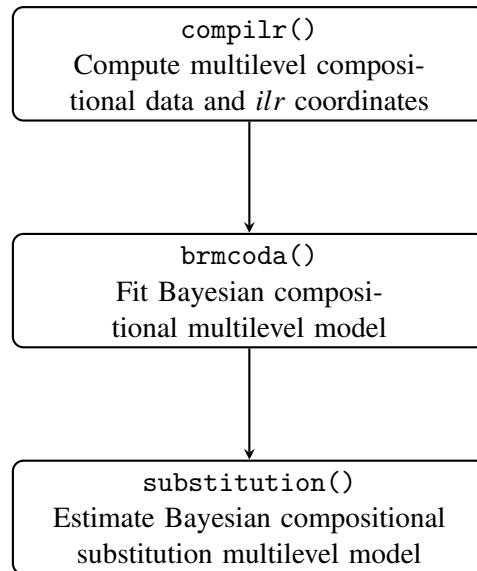 compilr()
Compute multilevel composi-
tional data and ilr coordinates
brmcoda()
Fit Bayesian composi-
tional multilevel model
substitution()
Estimate Bayesian compositional
substitution multilevel model